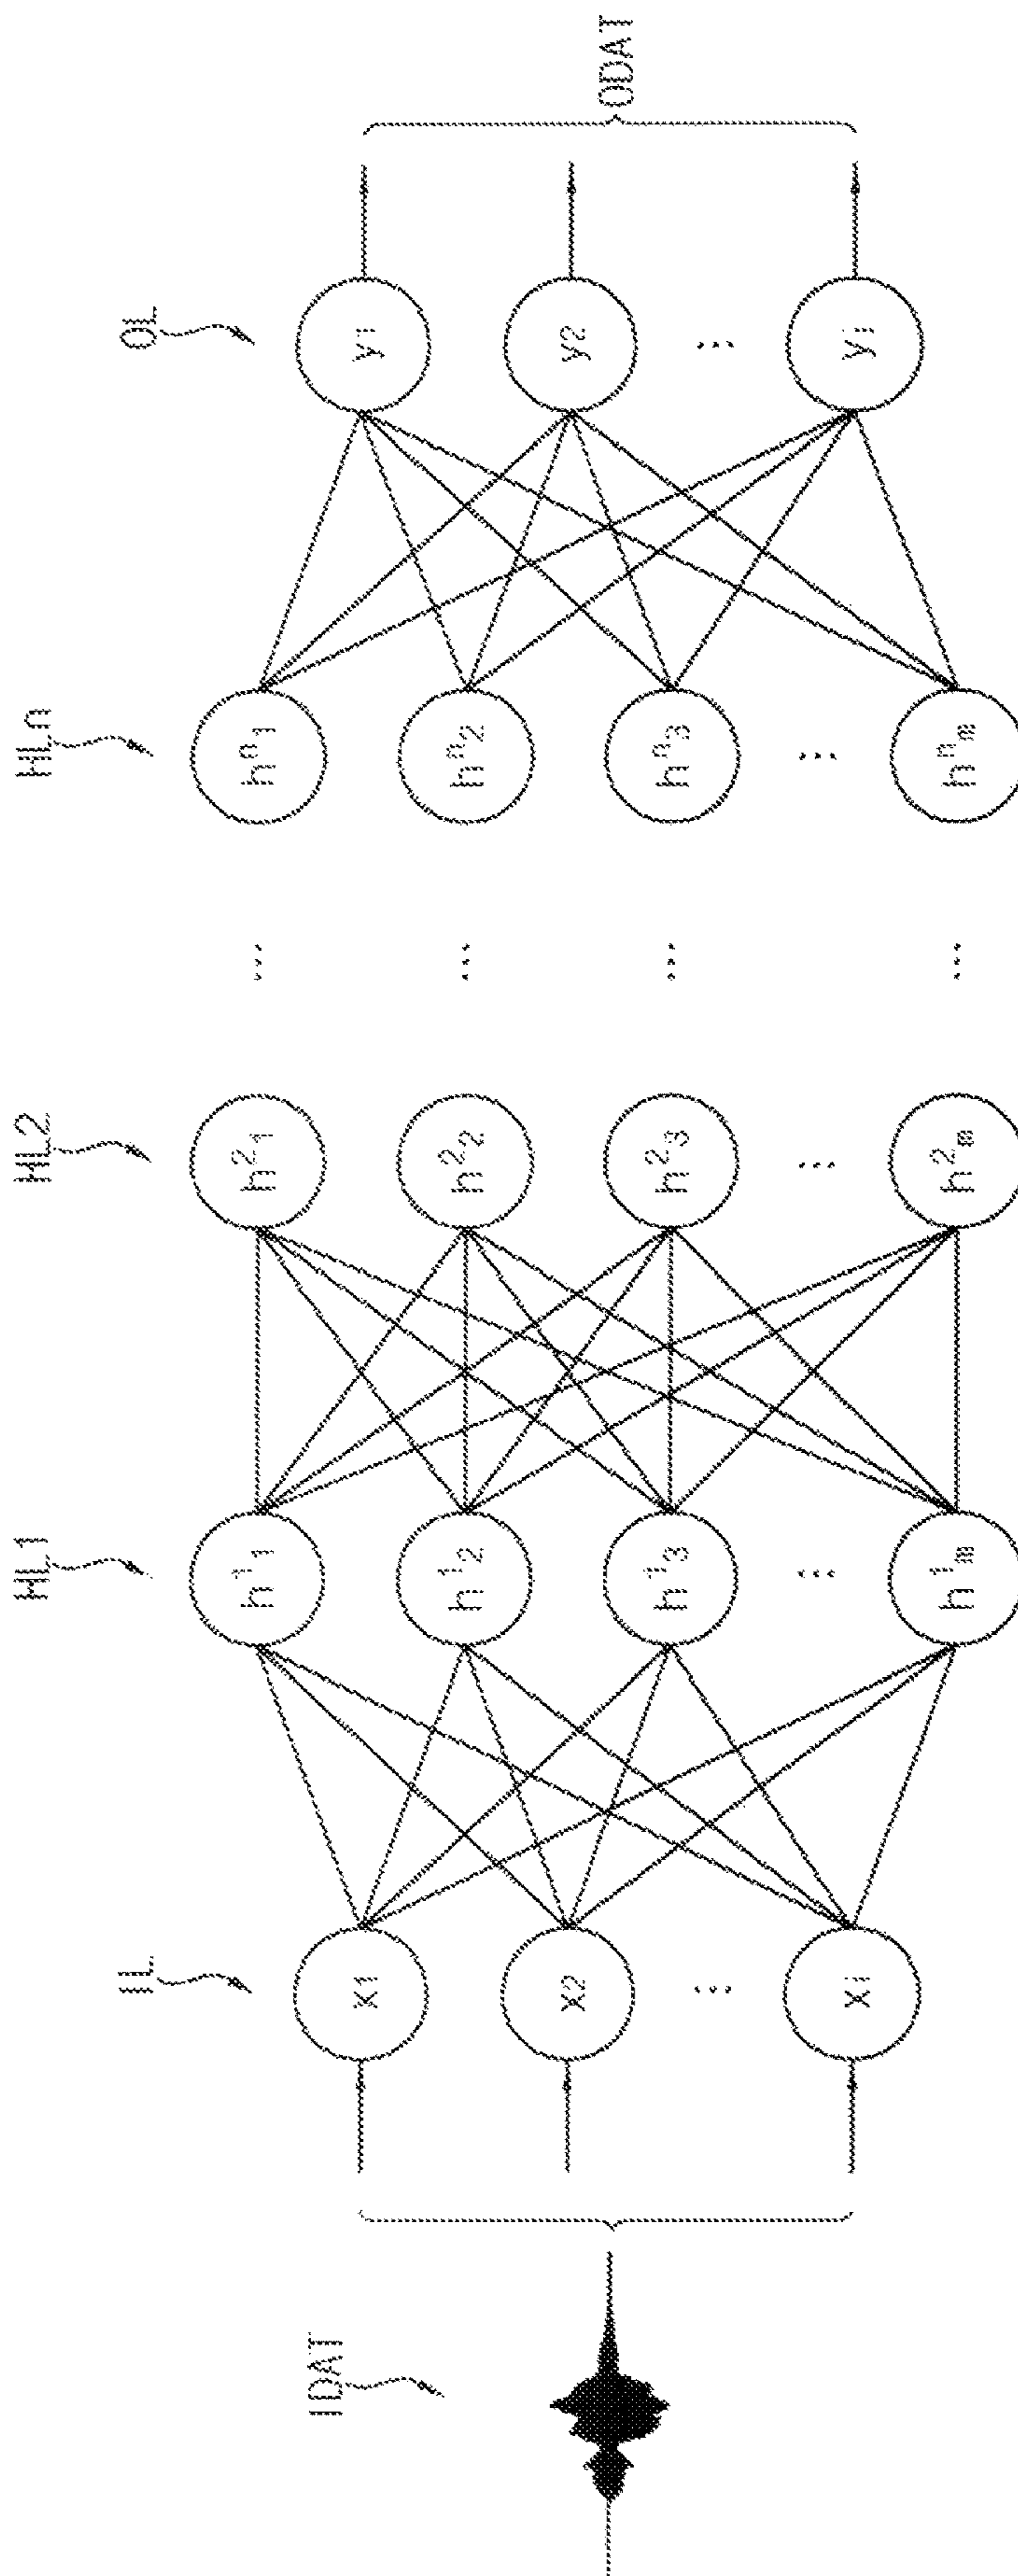 IDAT
IL
x1
x2
⋮
xi
HL1
h¹1
h¹2
h¹3
⋮
h¹m
HL2
h²1
h²2
h²3
⋮
h²m
...
...
...
...
HLn
hⁿ1
hⁿ2
hⁿ3
⋮
hⁿm
OL
y1
y2
⋮
yj
ODAT